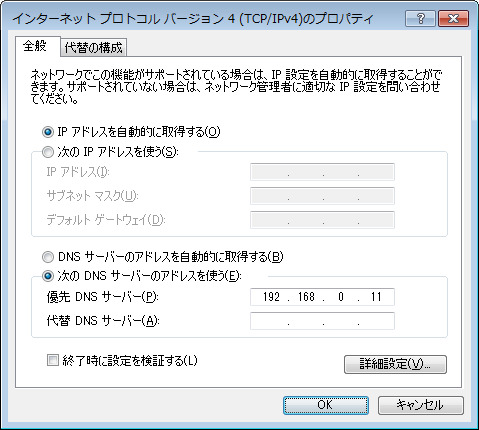 インターネット プロトコル バージョン 4 (TCP/IPv4)のプロパティ
全般
代替の構成
ネットワークでこの機能がサポートされている場合は、IP 設定を自動的に取得することがで
きます。サポートされていない場合は、ネットワーク管理者に適切な IP 設定を問い合わせ
てください。
IP アドレスを自動的に取得する(O)
次の IP アドレスを使う(S):
IP アドレス(I):
サブネット マスク(U):
デフォルト ゲートウェイ(D):
DNS サーバーのアドレスを自動的に取得する(B)
次の DNS サーバーのアドレスを使う(E):
優先 DNS サーバー(P): 192 . 168 . 0 . 11
代替 DNS サーバー(A):
終了時に設定を検証する(L)
詳細設定(V)...
OK
キャンセル